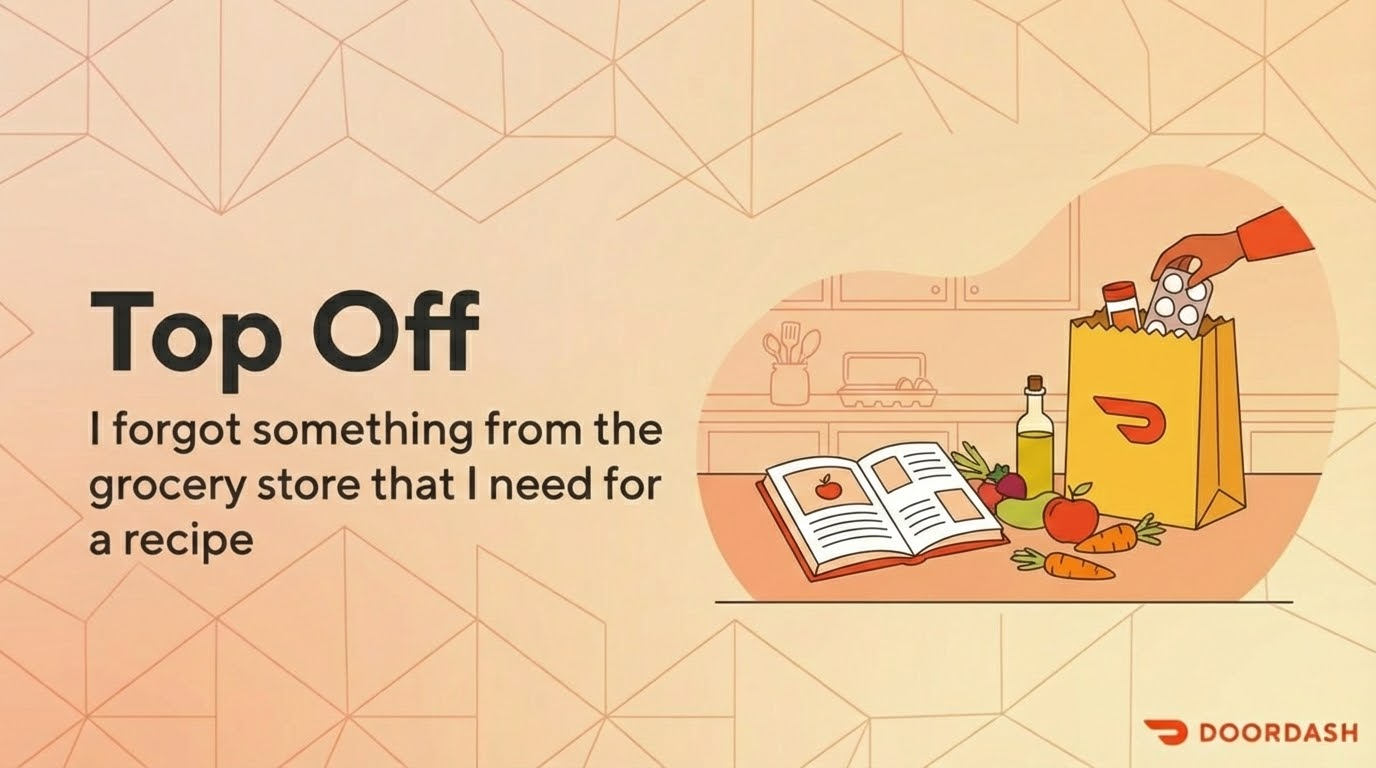 Top Off
I forgot something from the
grocery store that I need for
a recipe
DOORDASH